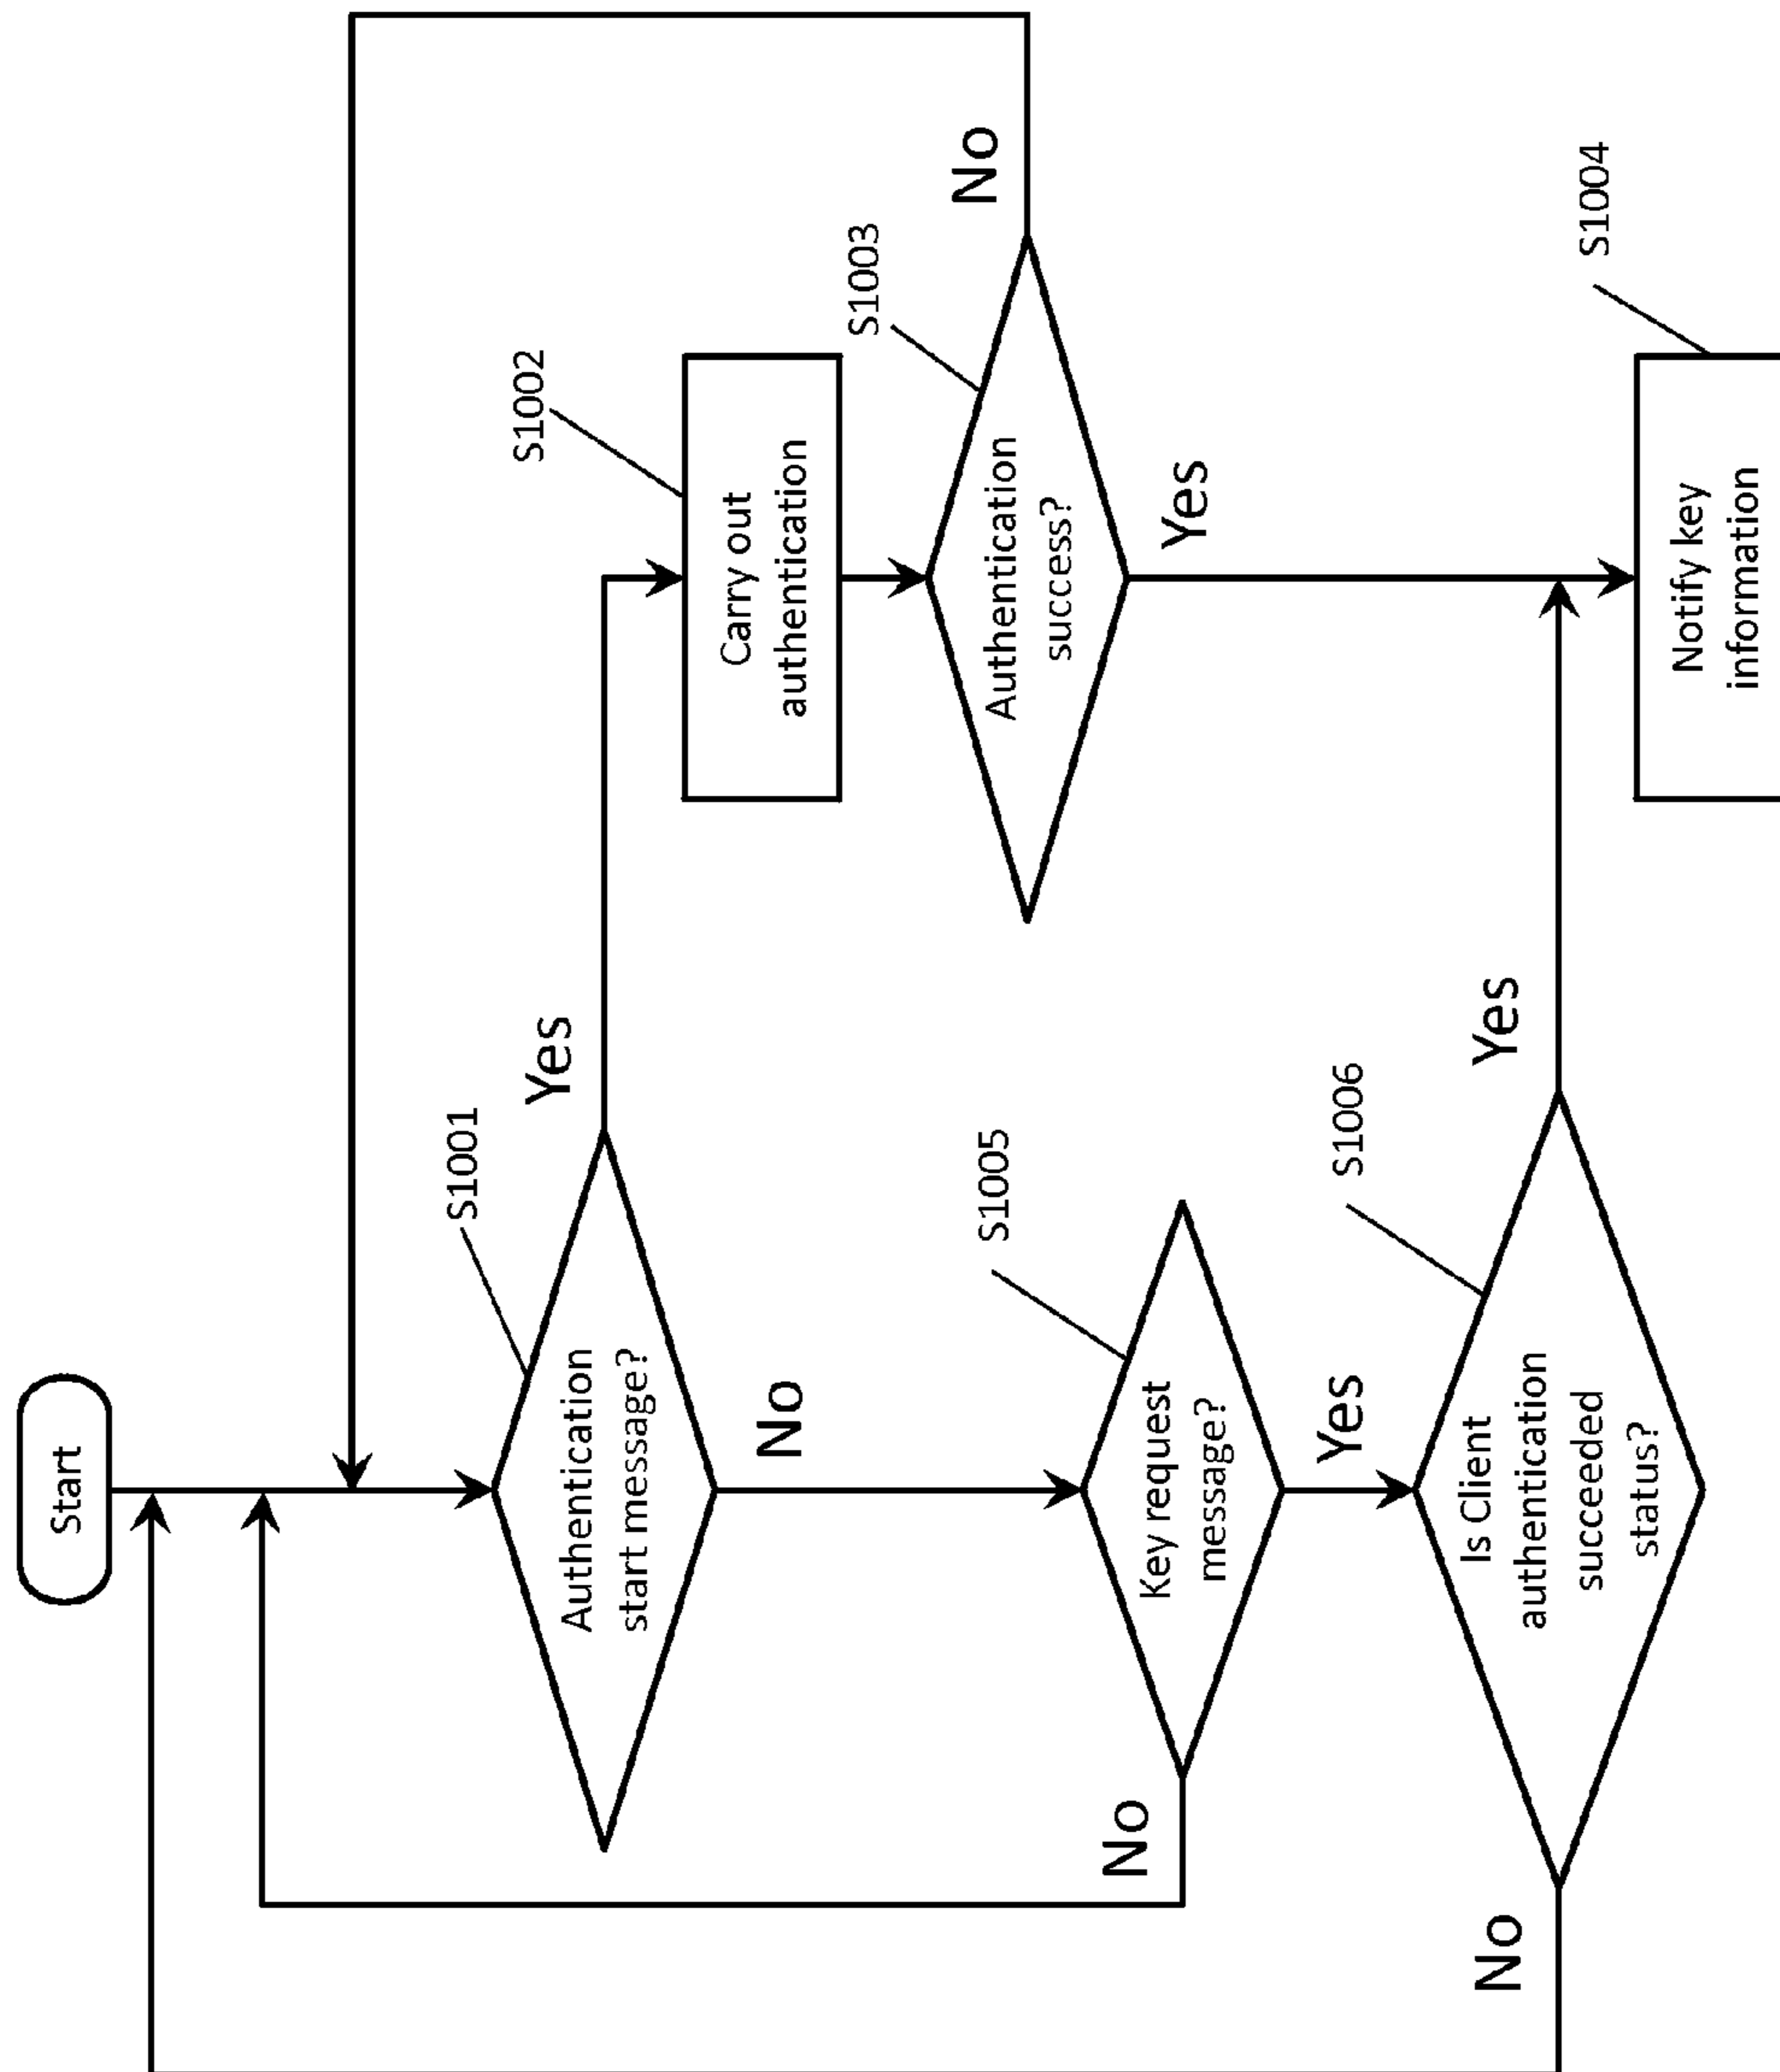 Start
S1001
Authentication
start message?
Yes
No
S1002
Carry out
authentication
S1003
Authentication
success?
No
Yes
S1005
Key request
message?
No
Yes
S1006
Is Client
authentication
succeeded
status?
No
Yes
S1004
Notify key
information